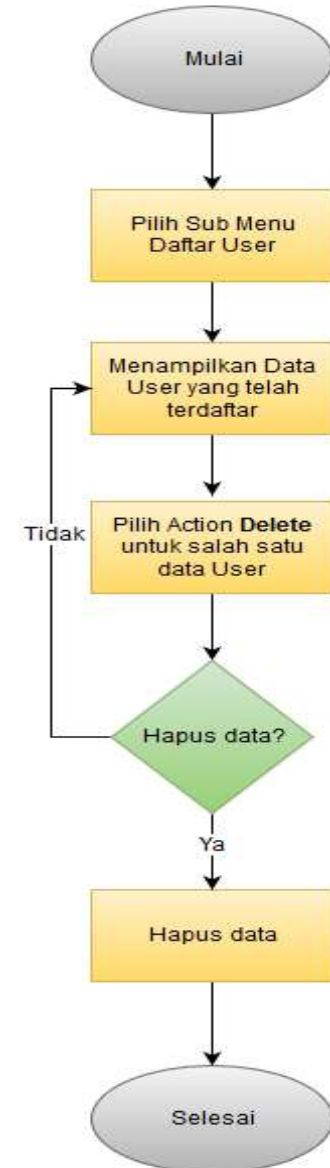 Mulai
Pilih Sub Menu
Daftar User
Menampilkan Data
User yang telah
terdaftar
Tidak
Pilih Action Delete
untuk salah satu
data User
Hapus data?
Ya
Hapus data
Selesai